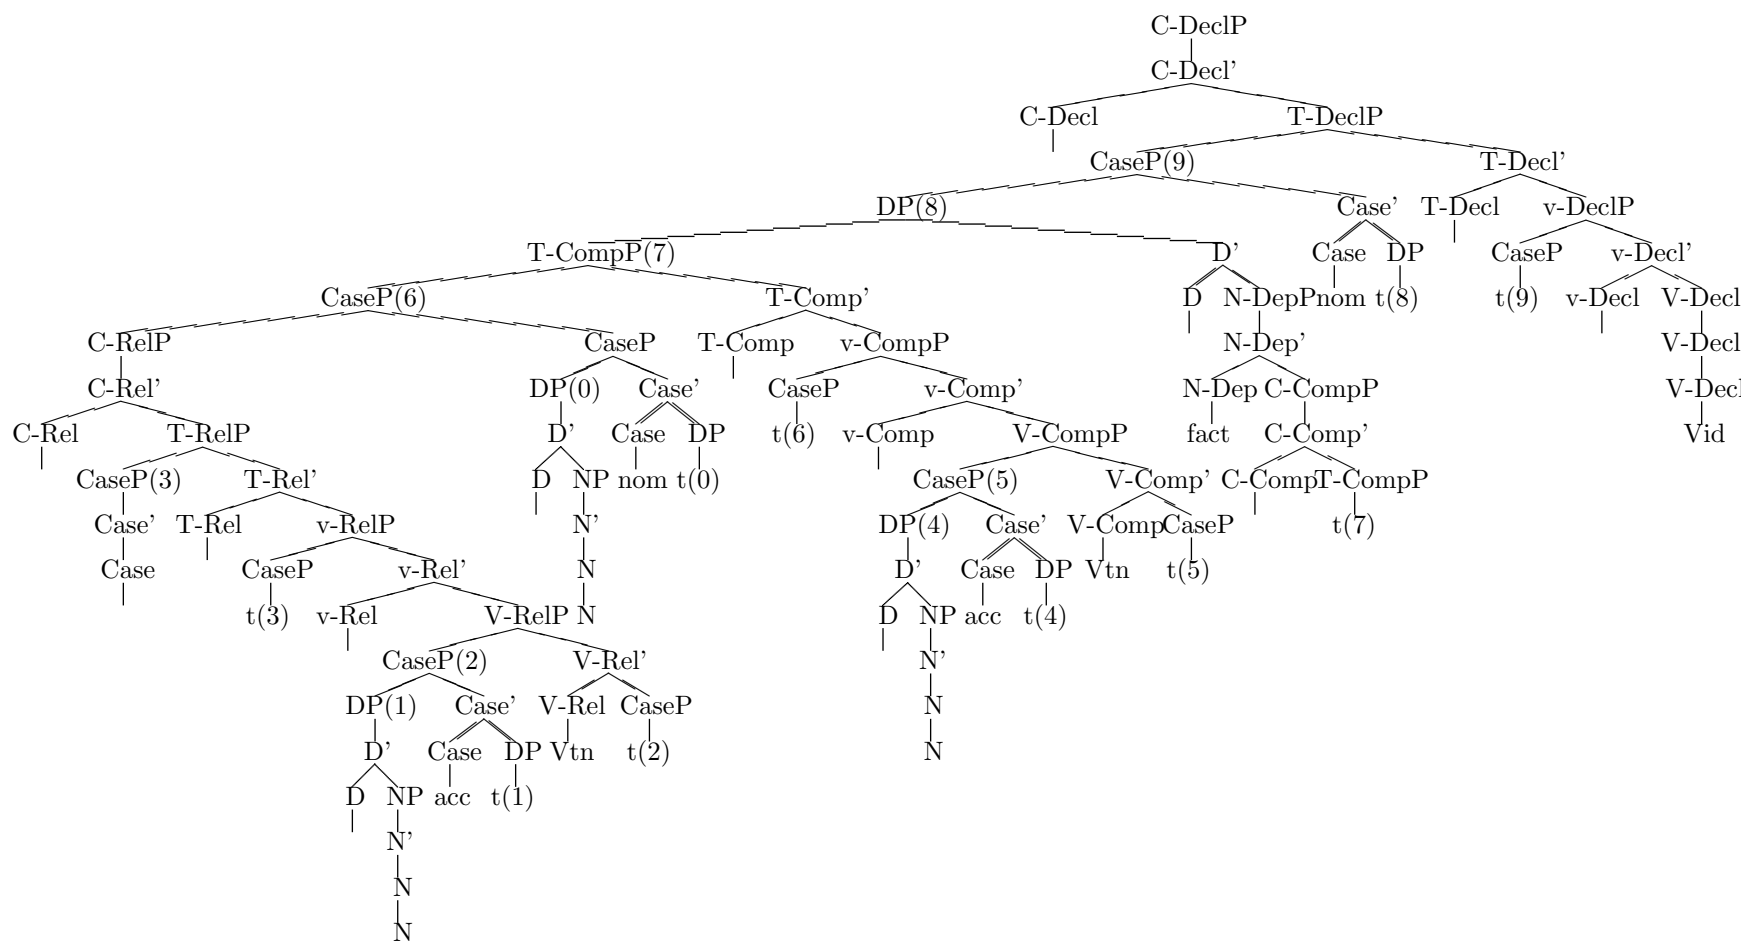 C-DeclP
C-Decl'
C-Decl T-DeclP
CaseP(9) T-Decl'
DP(8) Case' T-Decl v-DeclP
T-CompP(7) D' Case DP CaseP v-Decl'
CaseP(6) T-Comp' D N-DepP nom t(8) t(9) v-Decl V-Decl
C-RelP CaseP T-Comp v-CompP N-Dep' V-Decl
C-Rel' DP(0) Case' CaseP v-Comp' N-Dep C-CompP V-Decl
C-Rel T-RelP D' Case DP t(6) v-Comp V-CompP fact C-Comp' Vid
CaseP(3) T-Rel' D NP nom t(0) CaseP(5) V-Comp' C-Comp T-CompP
Case' T-Rel v-RelP N' DP(4) Case' V-Comp CaseP t(7)
Case CaseP v-Rel' N D' Case DP Vtn t(5)
t(3) v-Rel V-RelP N D NP acc t(4)
CaseP(2) V-Rel' N'
DP(1) Case' V-Rel CaseP N
D' Case DP Vtn t(2) N
D NP acc t(1)
N'
N
N